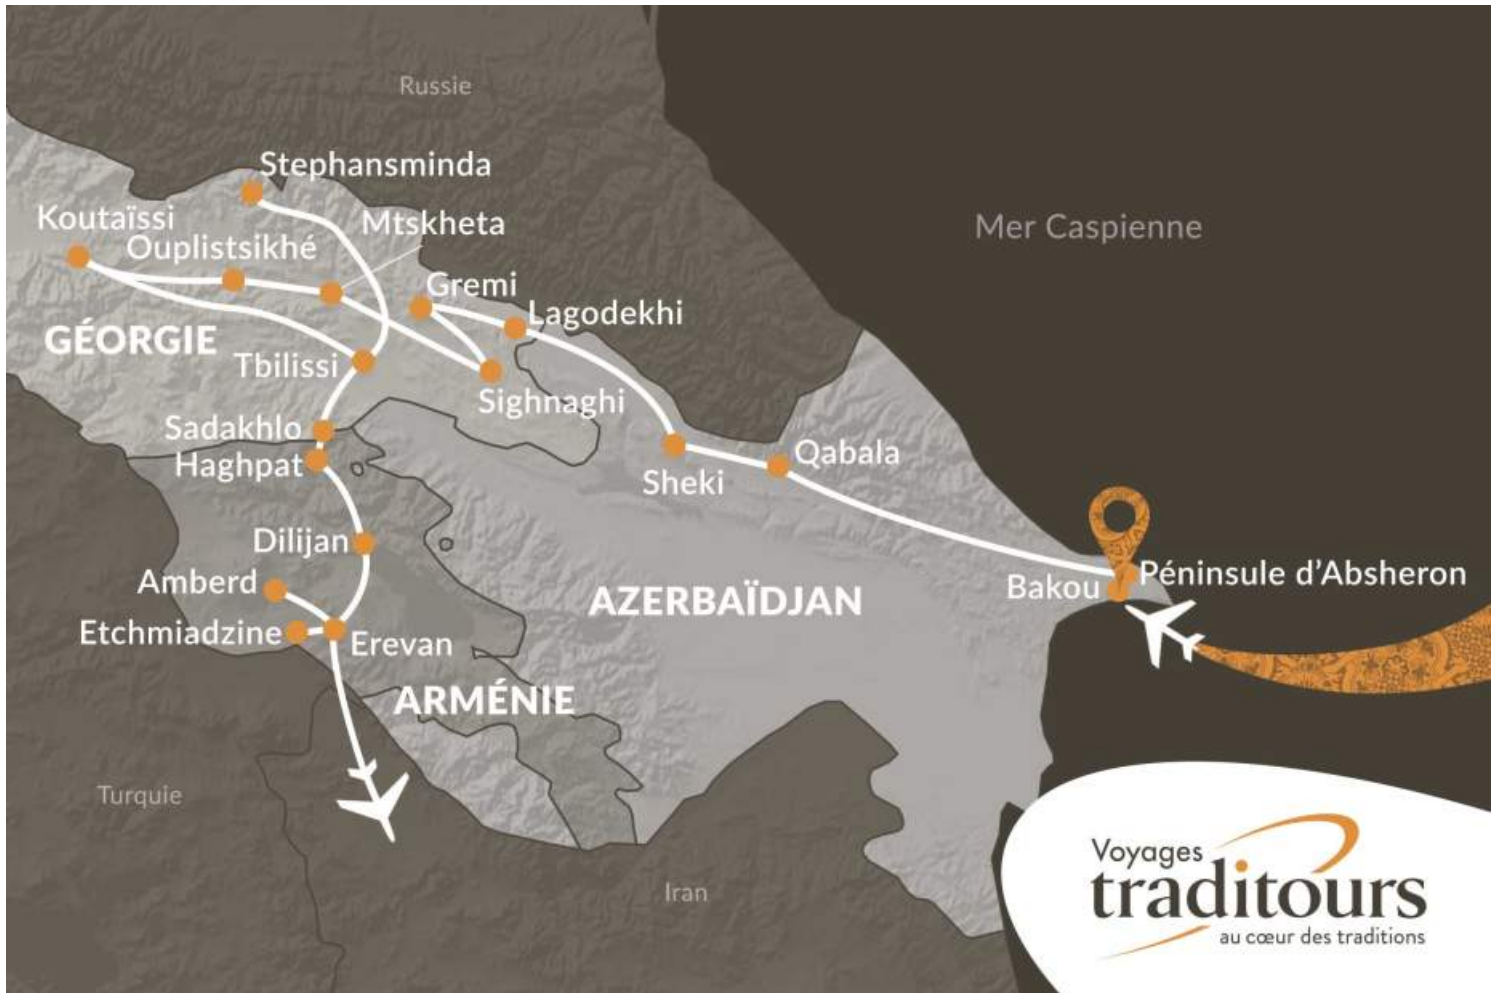 Russie
Stephansminda
Koutaïssi
Mtskheta
Mer Caspienne
Ouplistsikhé
Gremi
Lagodekhi
GÉORGIE
Tbilissi
Sighnaghi
Sadakhlo
Haghpat
Qabala
Sheki
Dilijan
Amberd
Péninsule d'Absheron
Bakou
AZERBAÏDJAN
Etchmiadzine
Erevan
ARMÉNIE
Turquie
Iran
Voyages
traditours
au cœur des traditions